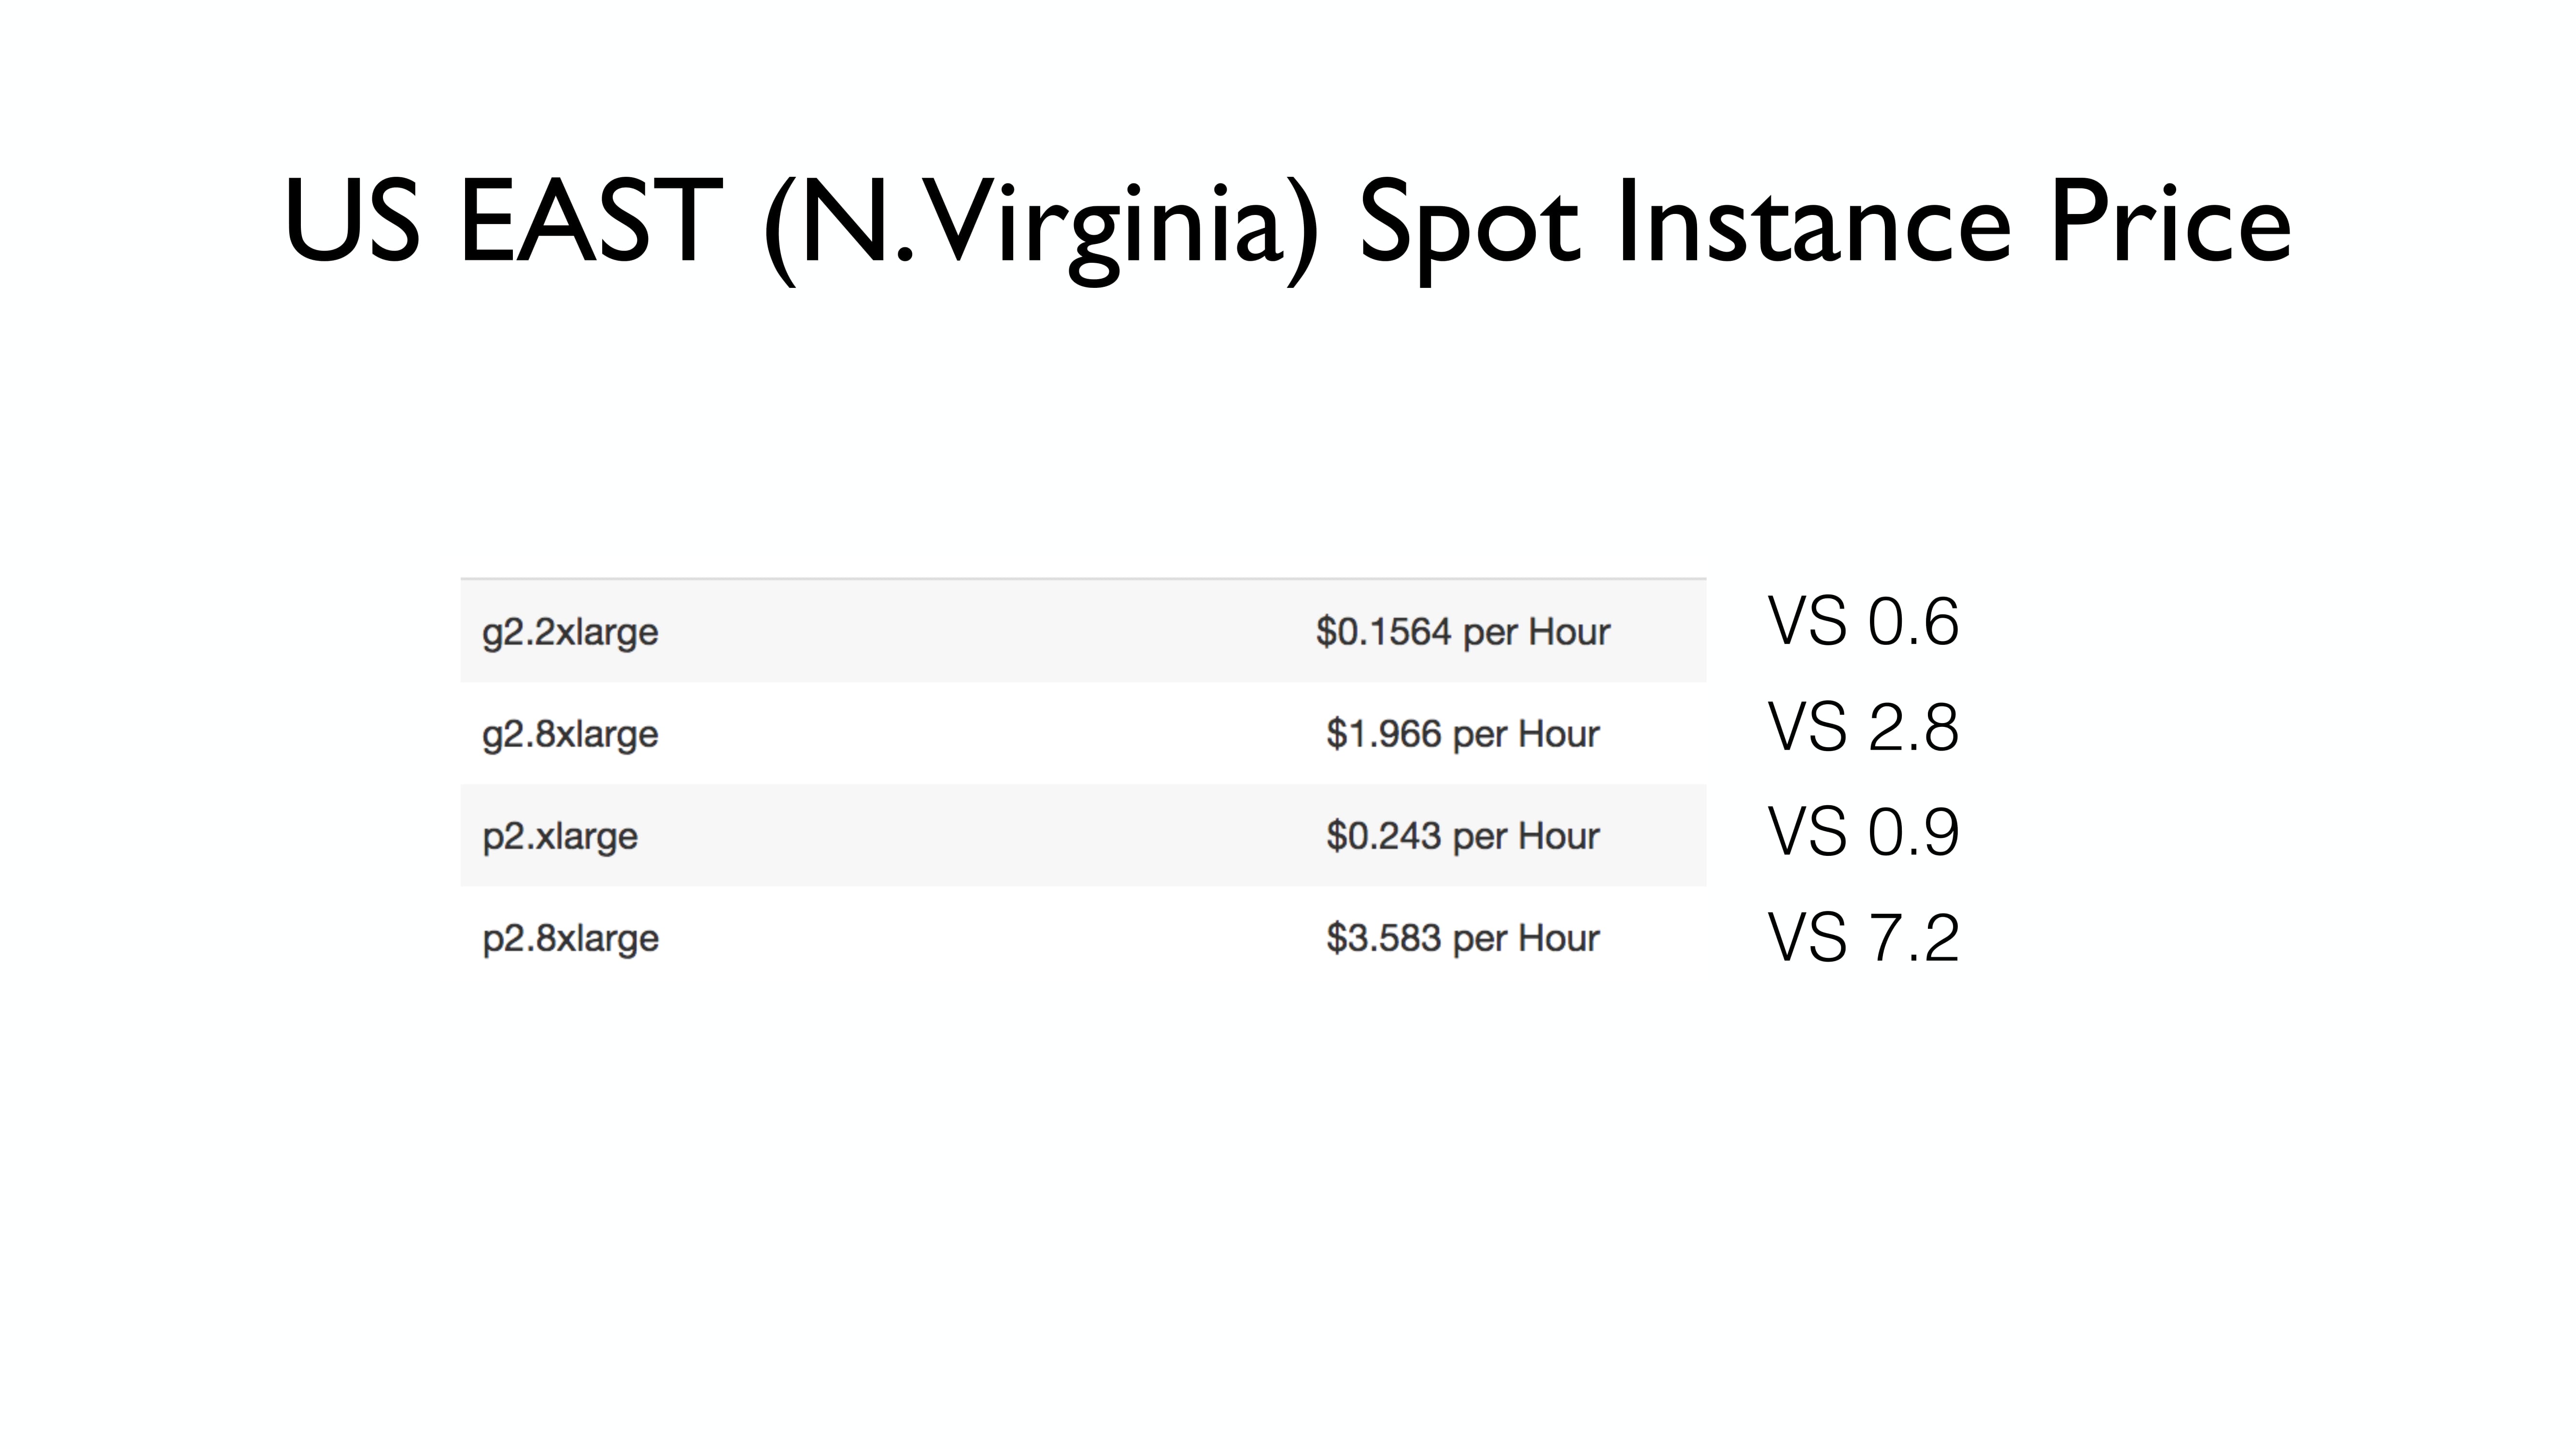 US EAST (N. Virginia) Spot Instance Price
g2.2xlarge $0.1564 per Hour VS 0.6
g2.8xlarge $1.966 per Hour VS 2.8
p2.xlarge $0.243 per Hour VS 0.9
p2.8xlarge $3.583 per Hour VS 7.2